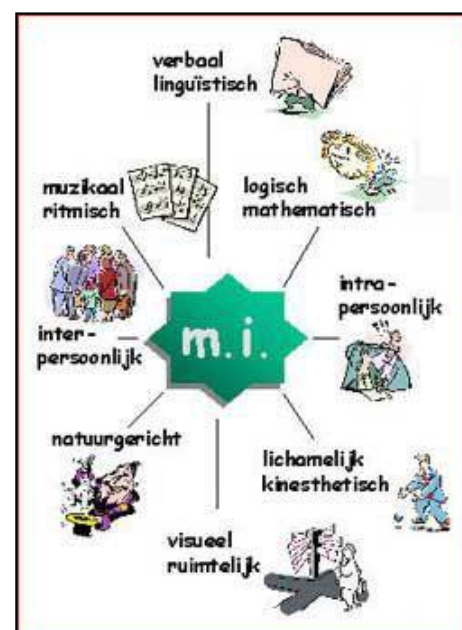 verbaal
linguïstisch
muzikaal
ritmisch
logisch
mathematisch
inter-
persoonlijk
m.i.
intra-
persoonlijk
natuurgericht
lichamelijk
kinesthetisch
visueel
ruimtelijk